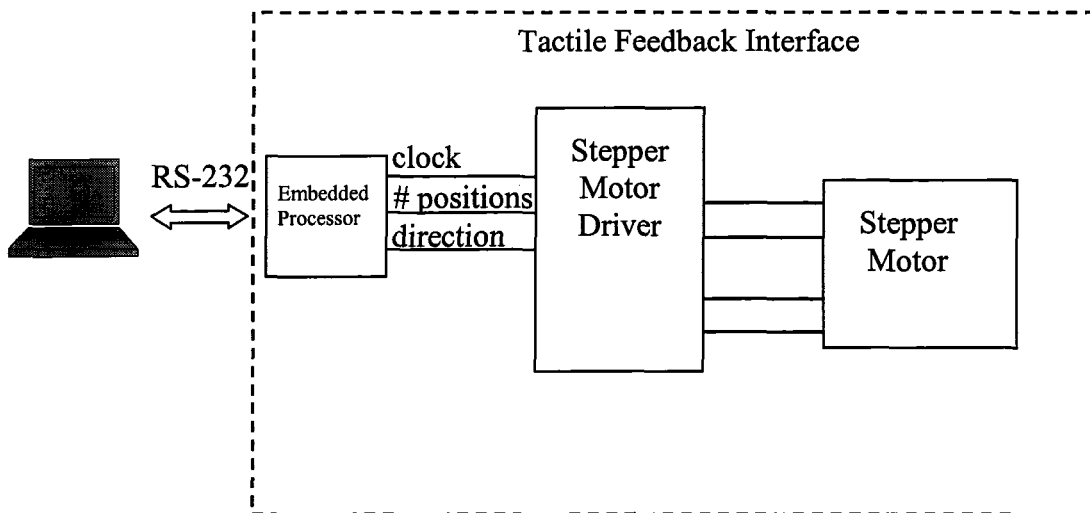 Tactile Feedback Interface
RS-232
Embedded
Processor
clock
# positions
direction
Stepper
Motor
Driver
Stepper
Motor